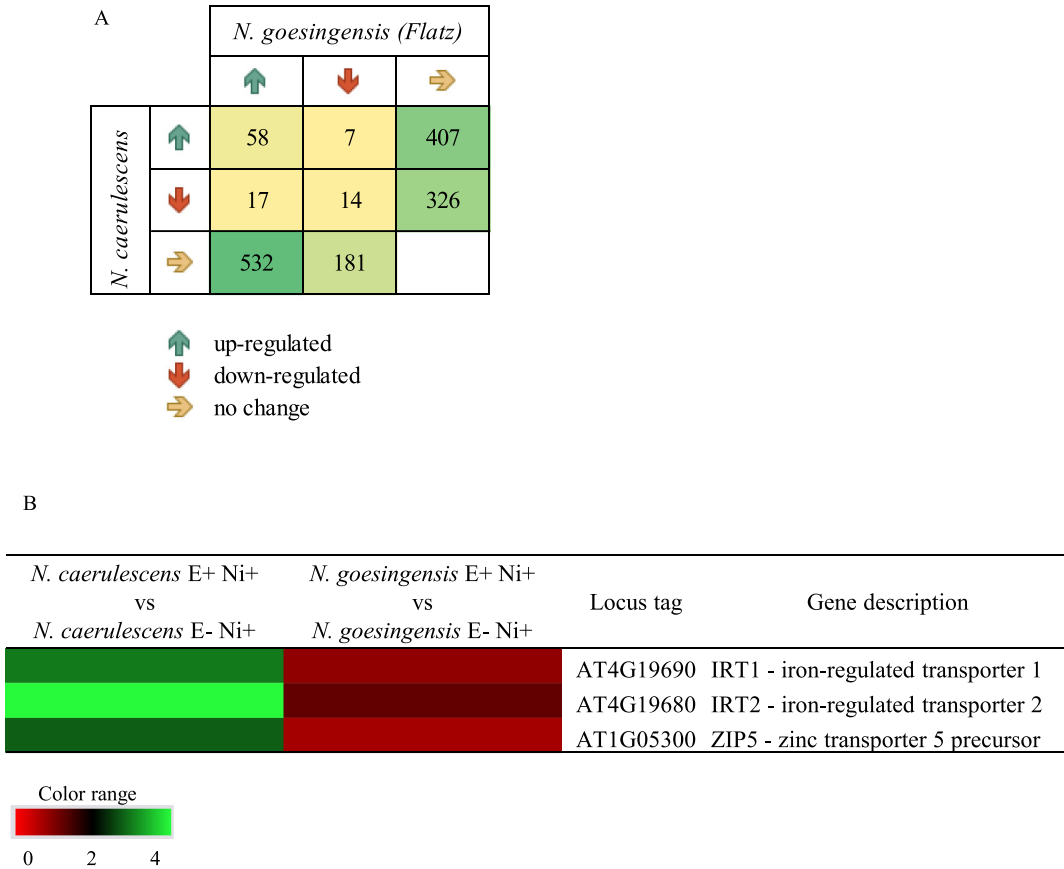 A
N. goesingensis (Flatz)
N. caerulescens
58 7 407
17 14 326
532 181
up-regulated
down-regulated
no change
B
N. caerulescens E+ Ni+
vs
N. caerulescens E- Ni+
N. goesingensis E+ Ni+
vs
N. goesingensis E- Ni+
Locus tag
Gene description
AT4G19690 IRT1 - iron-regulated transporter 1
AT4G19680 IRT2 - iron-regulated transporter 2
AT1G05300 ZIP5 - zinc transporter 5 precursor
Color range
0 2 4